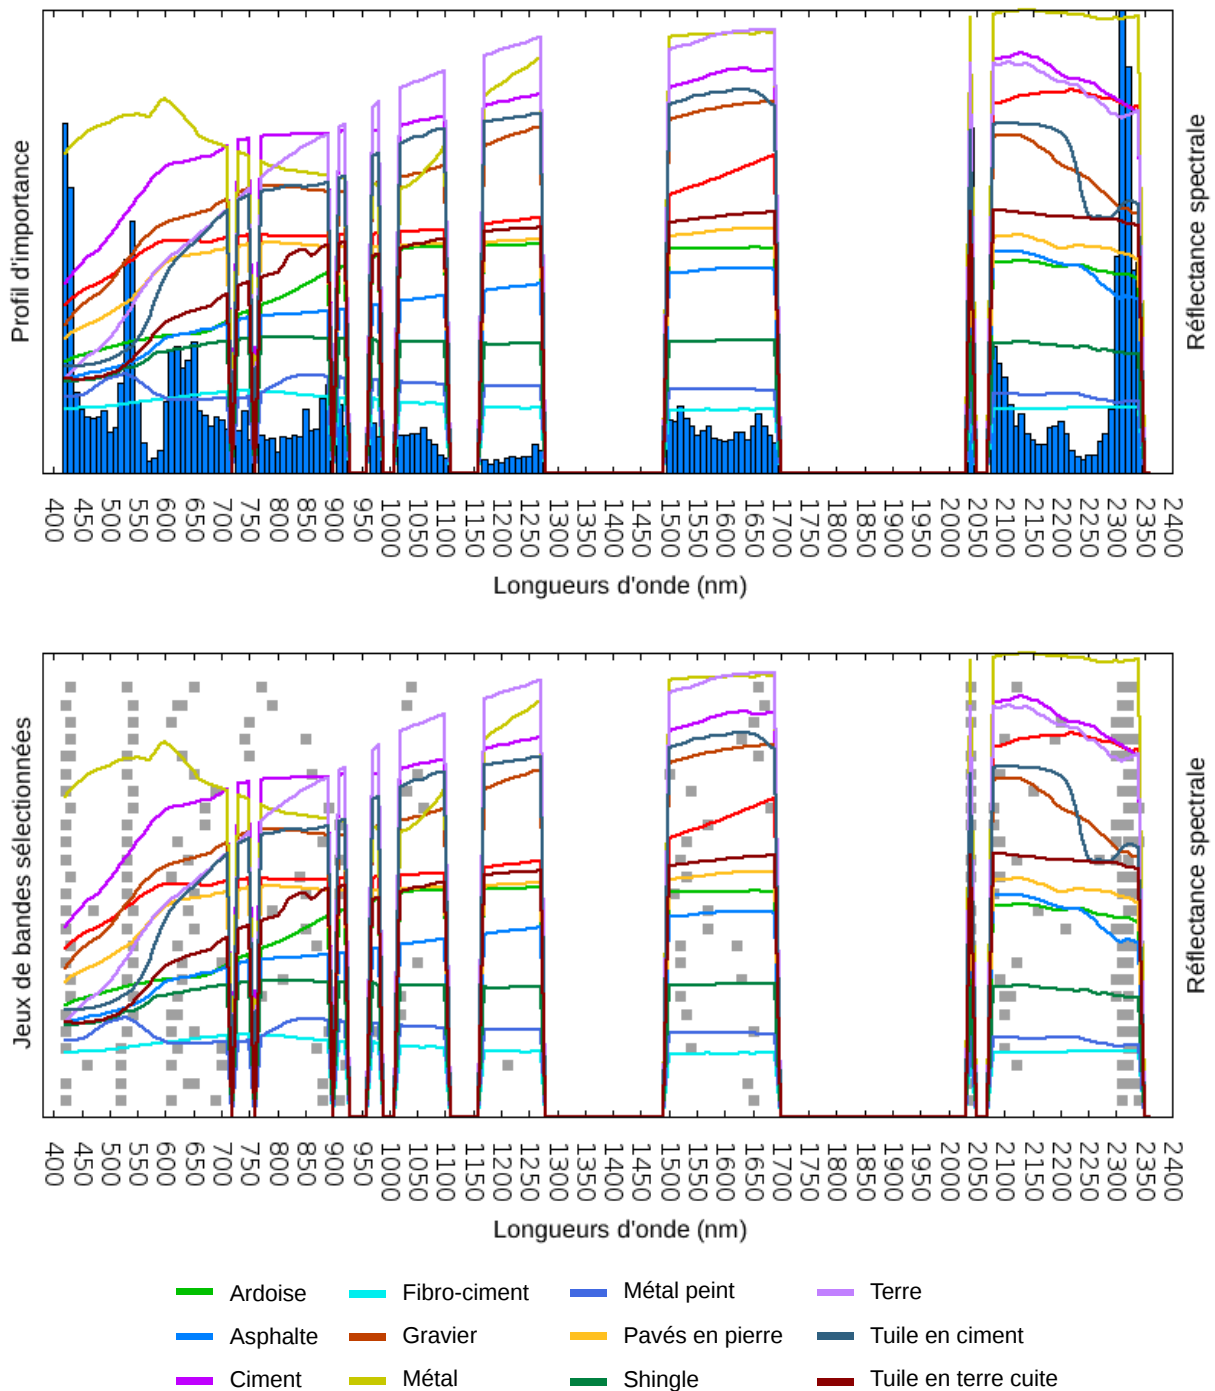 Profil d'importance
Réflectance spectrale
400 450 500 550 600 650 700 750 800 850 900 950 1000 1050 1100 1150 1200 1250 1300 1350 1400 1450 1500 1550 1600 1650 1700 1750 1800 1850 1900 1950 2000 2050 2100 2150 2200 2250 2300 2350 2400
Longueurs d'onde (nm)
Jeux de bandes sélectionnées
Réflectance spectrale
400 450 500 550 600 650 700 750 800 850 900 950 1000 1050 1100 1150 1200 1250 1300 1350 1400 1450 1500 1550 1600 1650 1700 1750 1800 1850 1900 1950 2000 2050 2100 2150 2200 2250 2300 2350 2400
Longueurs d'onde (nm)
Ardoise Fibro-ciment Métal peint Terre
Asphalte Gravier Pavés en pierre Tuile en ciment
Ciment Métal Shingle Tuile en terre cuite